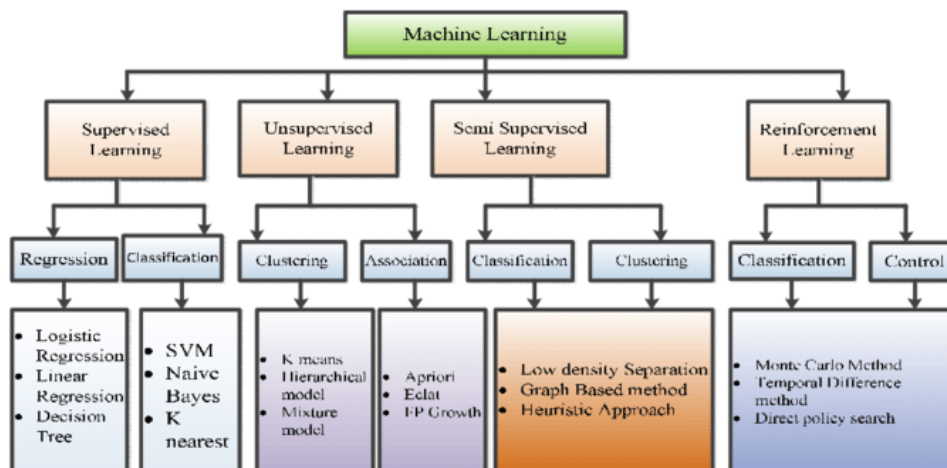 Machine Learning
Supervised
Learning
Unsupervised
Learning
Semi Supervised
Learning
Reinforcement
Learning
Regression
Classification
Clustering
Association
Classification
Clustering
Classification
Control
• Logistic
Regression
• Linear
Regression
• Decision
Tree
• SVM
• Naive
Bayes
• K
nearest
• K means
• Hierarchical
model
• Mixture
model
• Apriori
• Eclat
• FP Growth
• Low density Separation
• Graph Based method
• Heuristic Approach
• Monte Carlo Method
• Temporal Difference
method
• Direct policy search